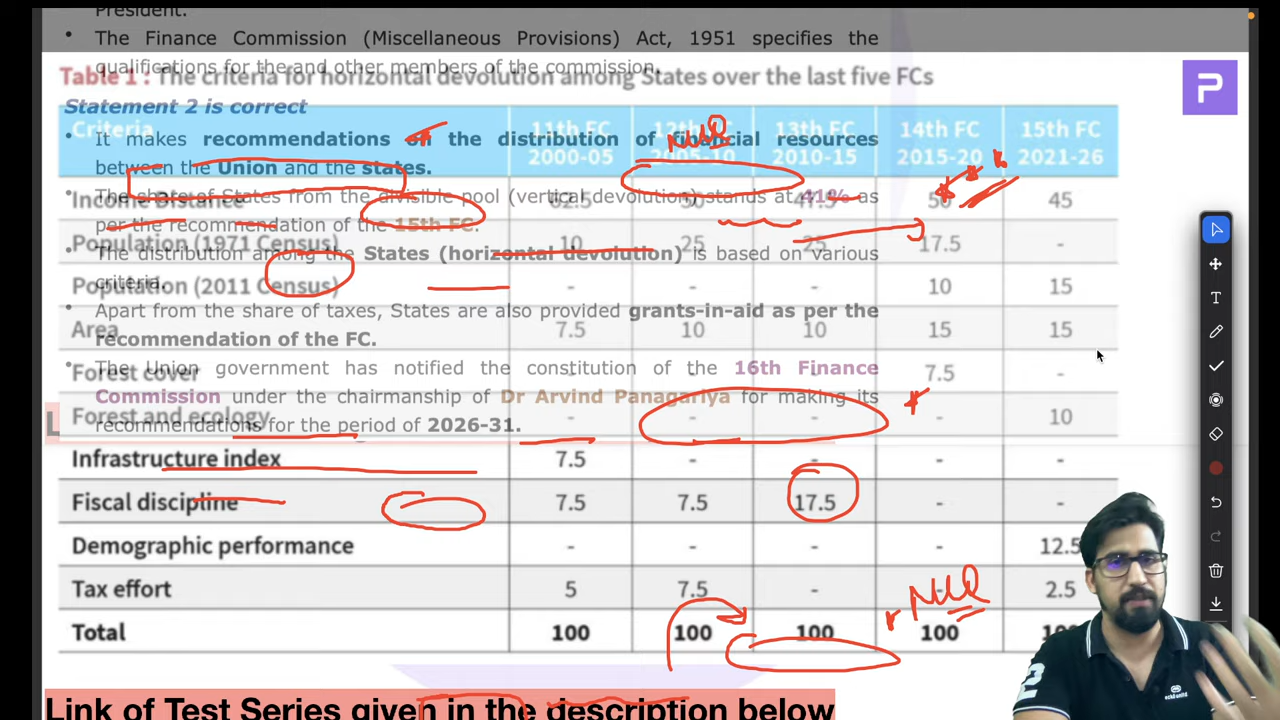 President.
• The Finance Commission (Miscellaneous Provisions) Act, 1951 specifies the
qualifications for the and other members of the commission.
Table 1 : The criteria for horizontal devolution among States over the last five FCs
P
Statement 2 is correct
Criteria 11th FC 2000-05 12th FC 2005-10 13th FC 2010-15 14th FC 2015-20 15th FC 2021-26
• It makes recommendations on the distribution of financial resources
between the Union and the states.
• The share of States from the divisible pool (vertical devolution) stands at 41% as
per the recommendation of the 15th FC.
• The distribution among the States (horizontal devolution) is based on various
criteria.
• Apart from the share of taxes, States are also provided grants-in-aid as per the
recommendation of the FC.
• The Union government has notified the constitution of the 16th Finance
Commission under the chairmanship of Dr Arvind Panagariya for making its
recommendations for the period of 2026-31.
Income Distance 62.5 50 47.5 50 45
Population (1971 Census) 10 25 25 17.5 -
Population (2011 Census) - - - 10 15
Area 7.5 10 10 15 15
Forest cover - - - 7.5 -
Forest and ecology - - - - 10
Infrastructure index 7.5 - - - -
Fiscal discipline 7.5 7.5 17.5 - -
Demographic performance - - - - 12.5
Tax effort 5 7.5 - - 2.5
Total 100 100 100 100
Link of Test Series given in the description below